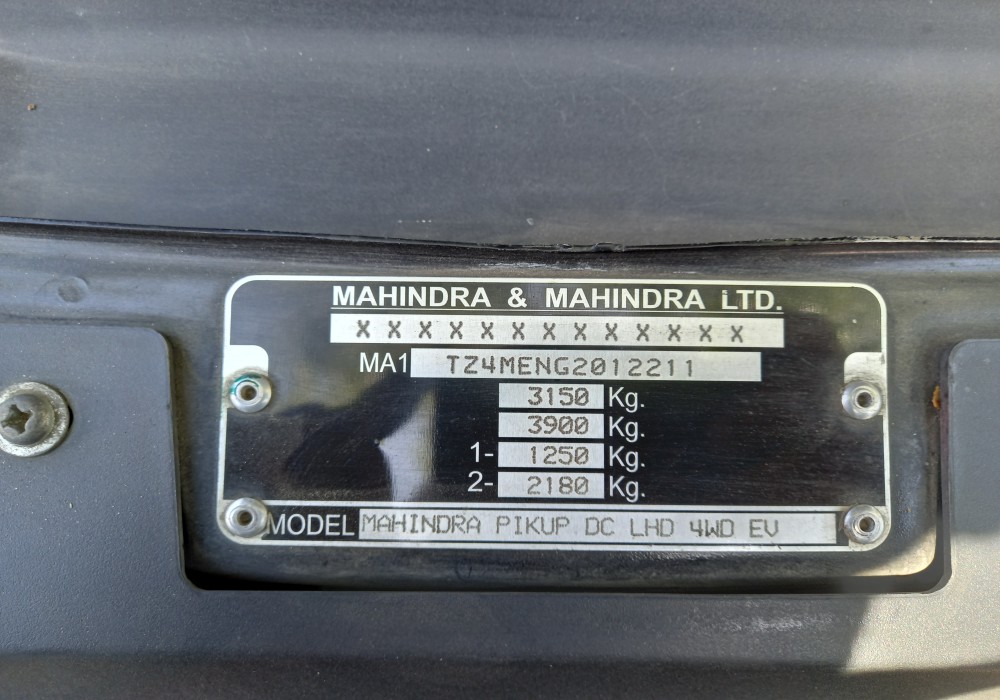 MAHINDRA & MAHINDRA LTD.
X X X X X X X X X X X X X
MA1 TZ4MENG2012211
3150 Kg.
3900 Kg.
1- 1250 Kg.
2- 2180 Kg.
MODEL MAHINDRA PIKUP DC LHD 4WD EV